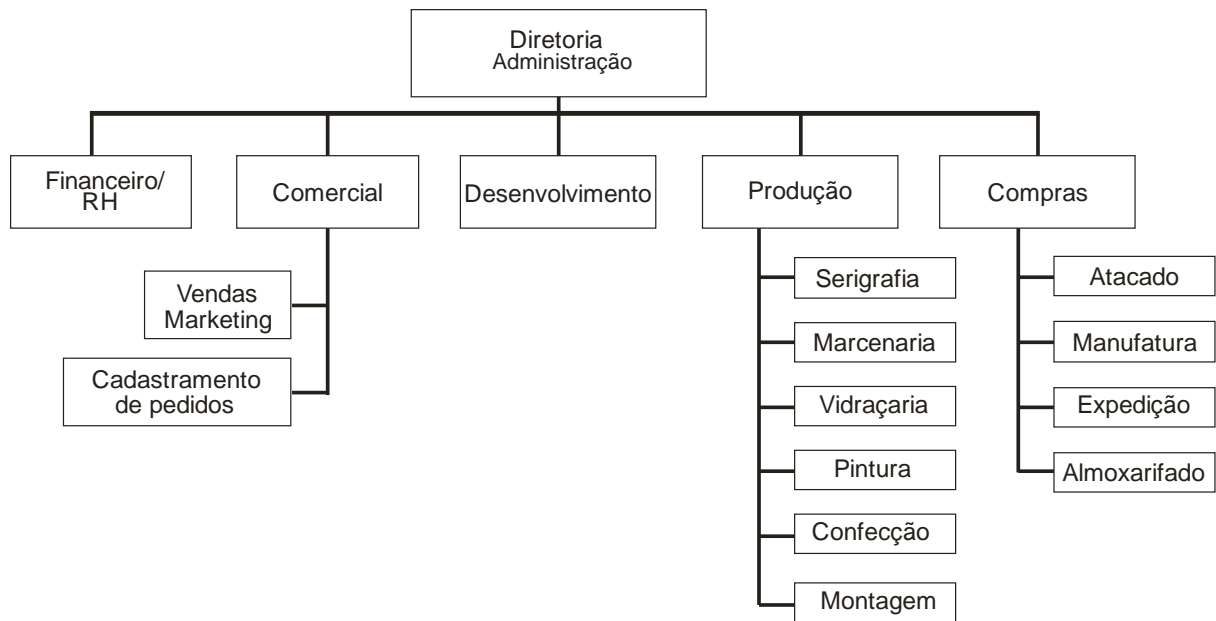 Diretoria
Administração
Financeiro/
RH
Comercial
Desenvolvimento
Produção
Compras
Vendas
Marketing
Cadastramento
de pedidos
Serigrafia
Marcenaria
Vidraçaria
Pintura
Confecção
Montagem
Atacado
Manufatura
Expedição
Almoxarifado